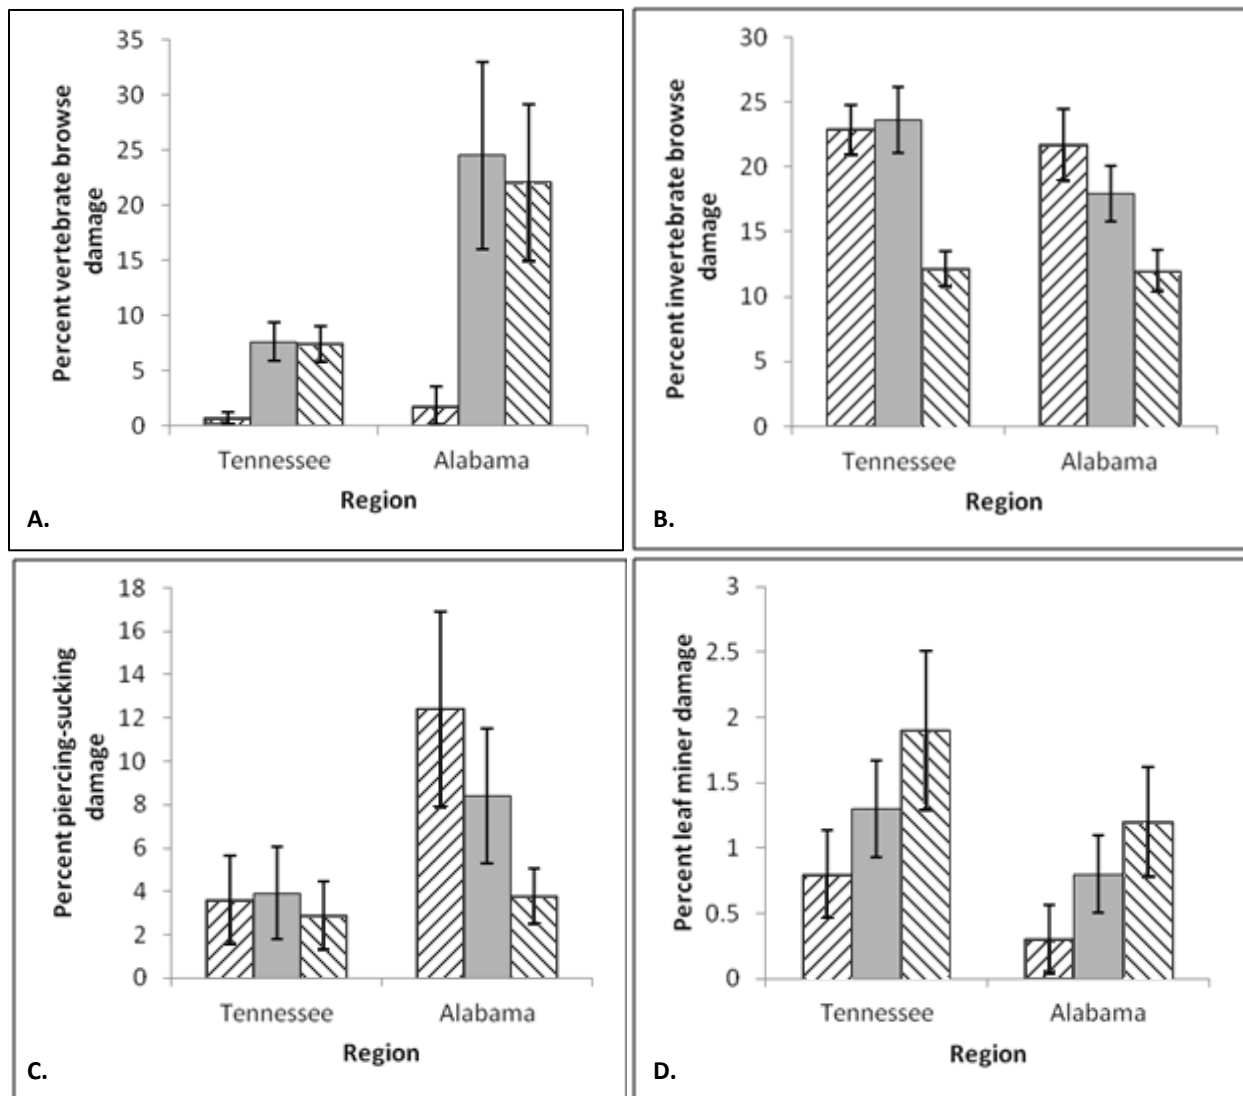 35
30
25
20
15
10
5
0
Percent vertebrate browse
damage
Tennessee Alabama
Region
A.
30
25
20
15
10
5
0
Percent invertebrate browse
damage
Tennessee Alabama
Region
B.
18
16
14
12
10
8
6
4
2
0
Percent piercing-sucking
damage
Tennessee Alabama
Region
C.
3
2.5
2
1.5
1
0.5
0
Percent leaf miner damage
Tennessee Alabama
Region
D.